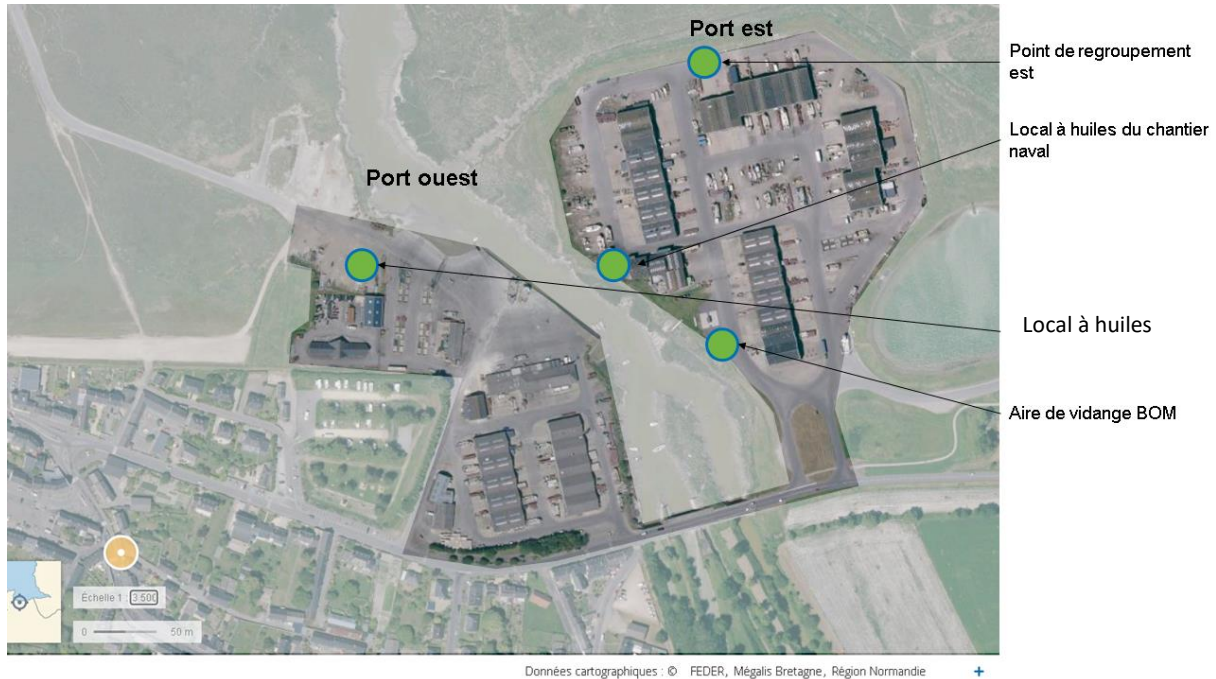 Port est
Point de regroupement
est
Local à huiles du chantier
naval
Port ouest
Local à huiles
Aire de vidange BOM
Échelle 1 : 3 500
0 50 m
Données cartographiques : © FEDER, Mégalis Bretagne, Région Normandie +